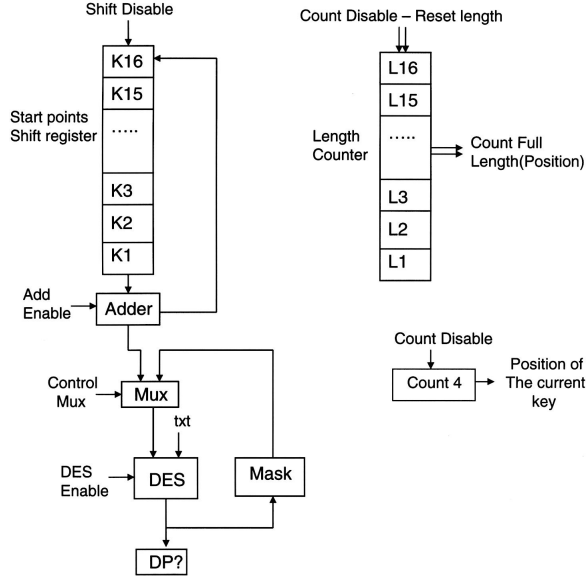 Shift Disable
K16
K15
.....
K3
K2
K1
Start points
Shift register
Add
Enable
Adder
Control
Mux
Mux
txt
DES
Enable
DES
Mask
DP?
Count Disable – Reset length
L16
L15
.....
L3
L2
L1
Length
Counter
Count Full
Length(Position)
Count Disable
Count 4
Position of
The current
key